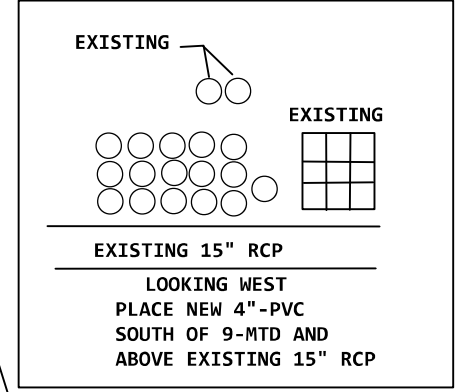 EXISTING
EXISTING
EXISTING 15" RCP
LOOKING WEST
PLACE NEW 4"-PVC
SOUTH OF 9-MTD AND
ABOVE EXISTING 15" RCP